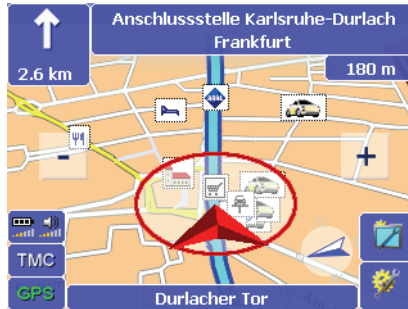 Anschlussstelle Karlsruhe-Durlach
Frankfurt
2.6 km
180 m
-
+
TMC
GPS
Durlacher Tor